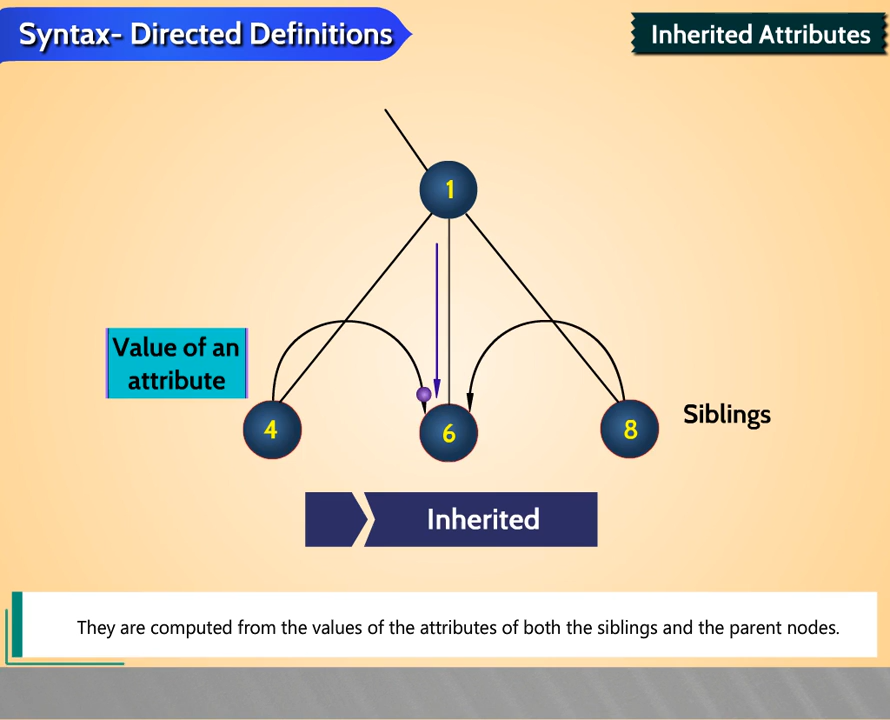 Syntax- Directed Definitions
Inherited Attributes
1
Value of an
attribute
4
6
8
Siblings
Inherited
They are computed from the values of the attributes of both the siblings and the parent nodes.